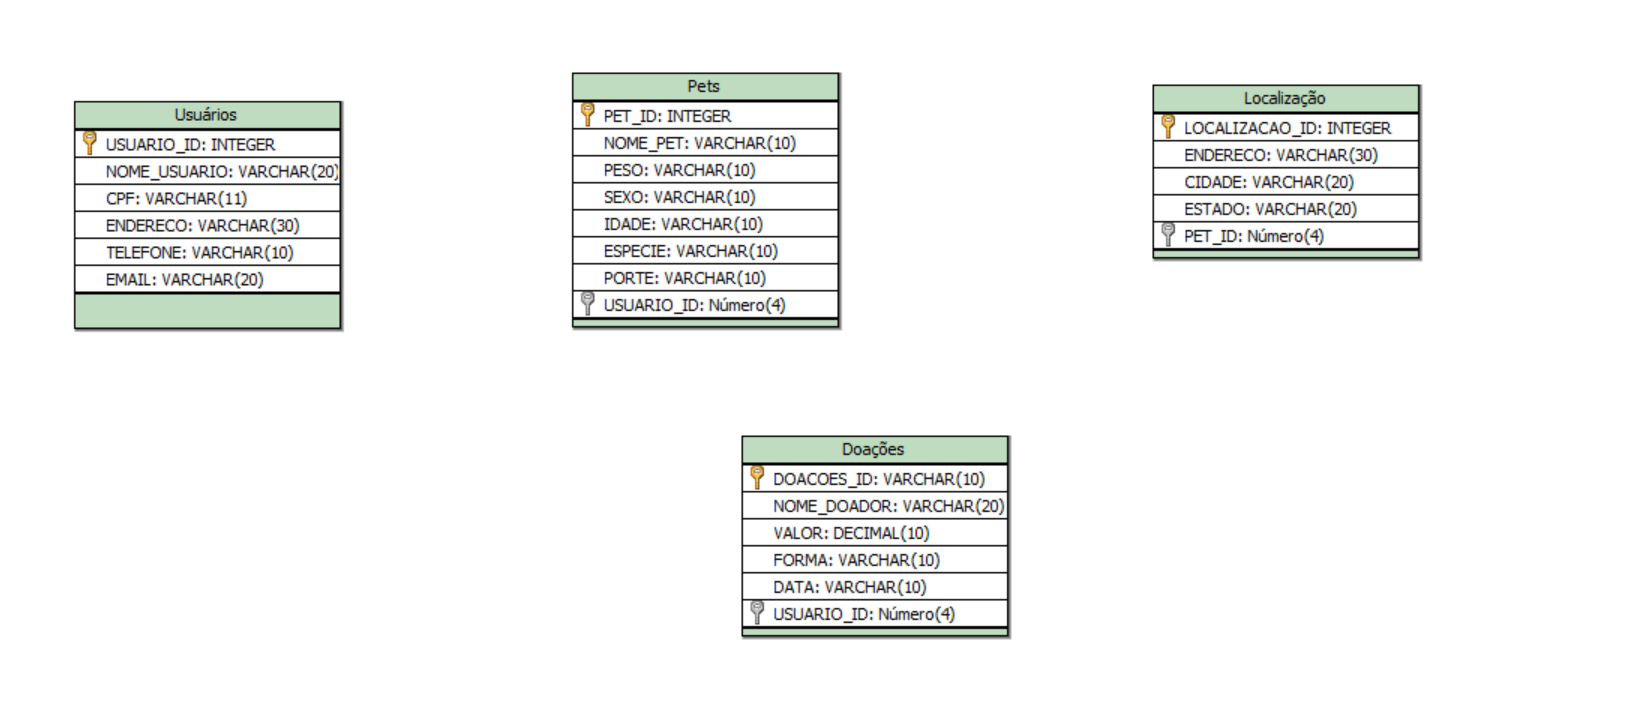 Usuários
USUARIO_ID: INTEGER
NOME_USUARIO: VARCHAR(20)
CPF: VARCHAR(11)
ENDERECO: VARCHAR(30)
TELEFONE: VARCHAR(10)
EMAIL: VARCHAR(20)
Pets
PET_ID: INTEGER
NOME_PET: VARCHAR(10)
PESO: VARCHAR(10)
SEXO: VARCHAR(10)
IDADE: VARCHAR(10)
ESPECIE: VARCHAR(10)
PORTE: VARCHAR(10)
USUARIO_ID: Número(4)
Localização
LOCALIZACAO_ID: INTEGER
ENDERECO: VARCHAR(30)
CIDADE: VARCHAR(20)
ESTADO: VARCHAR(20)
PET_ID: Número(4)
Doações
DOACOES_ID: VARCHAR(10)
NOME_DOADOR: VARCHAR(20)
VALOR: DECIMAL(10)
FORMA: VARCHAR(10)
DATA: VARCHAR(10)
USUARIO_ID: Número(4)